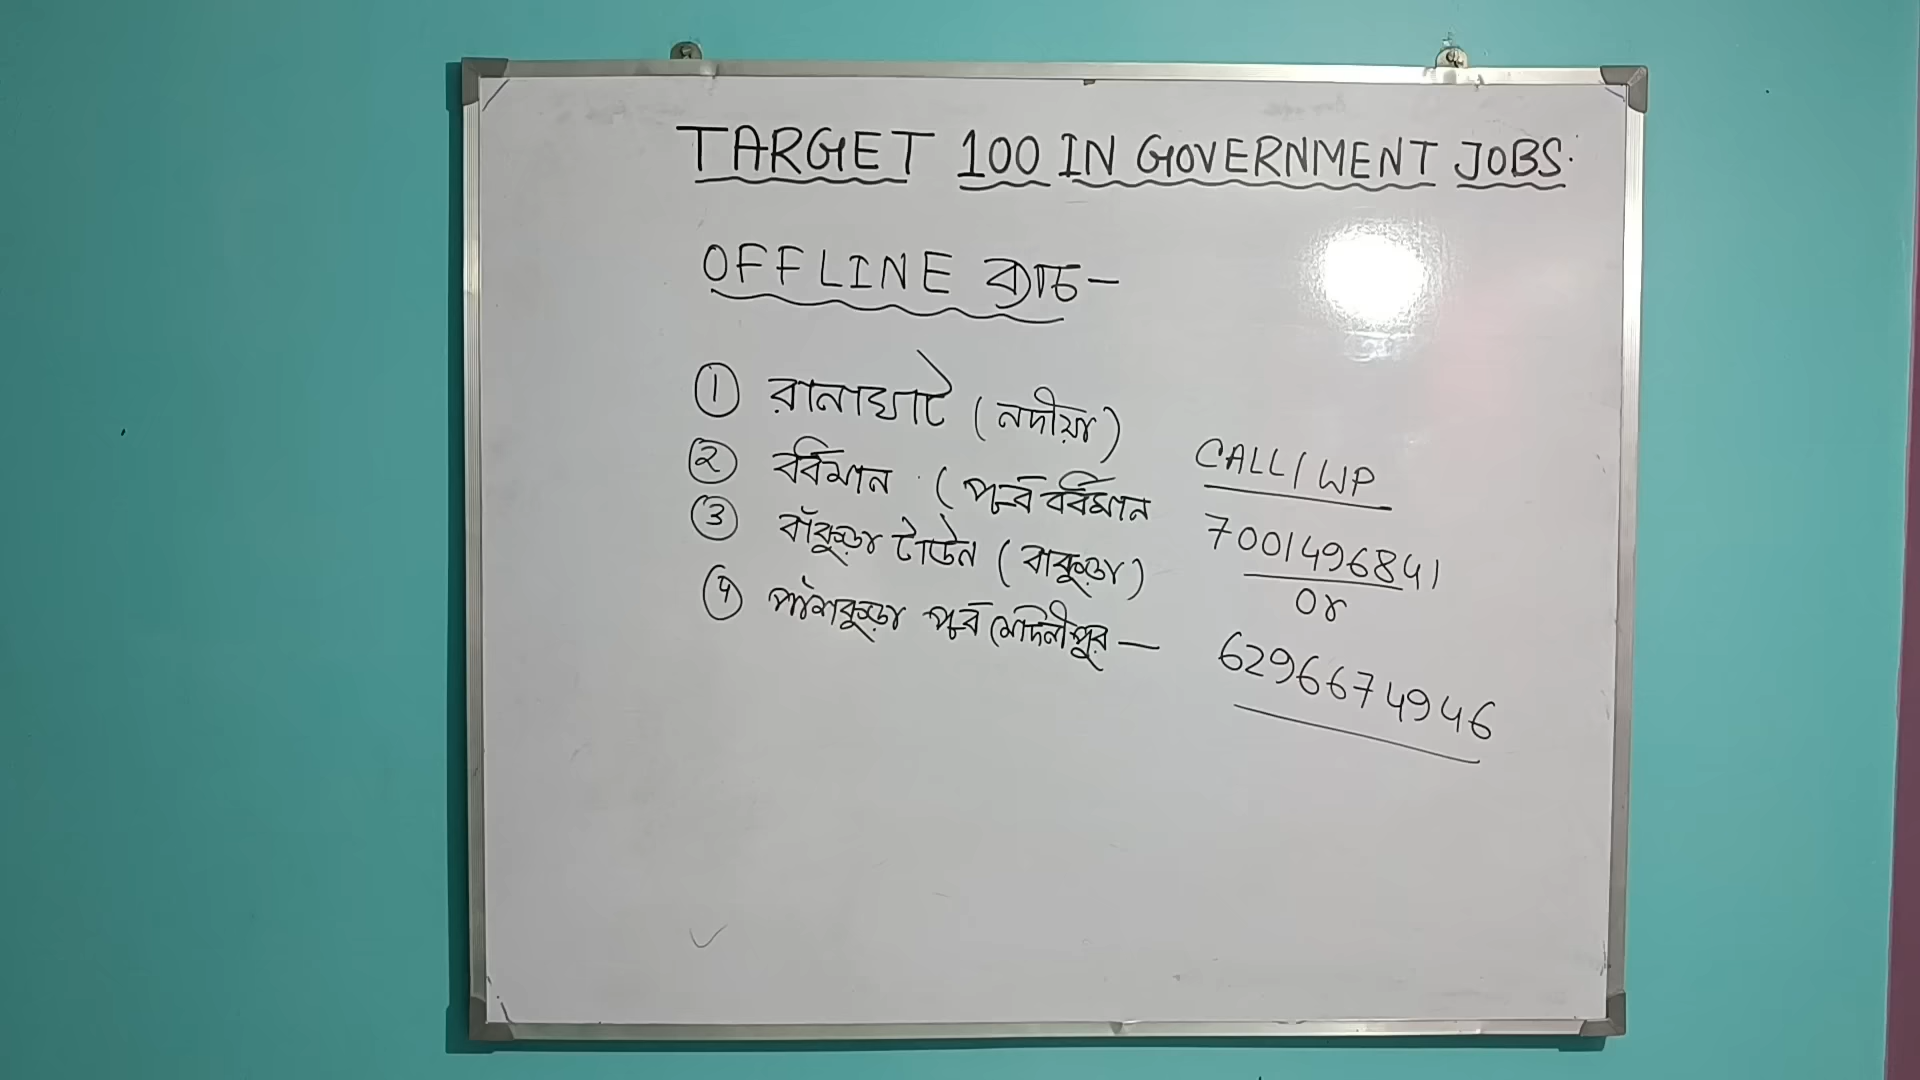 TARGET 100 IN GOVERNMENT JOBS.
OFFLINE ব্যাচ -
① রানাঘাট (নদীয়া)
② বর্ধমান (পূর্ব বর্ধমান
③ বাঁকুড়া টাউন (বাকুড়া)
④ পাঁশকুড়া পূর্ব মেদিনীপুর -
CALL/WP
7001496841
or
6296674946